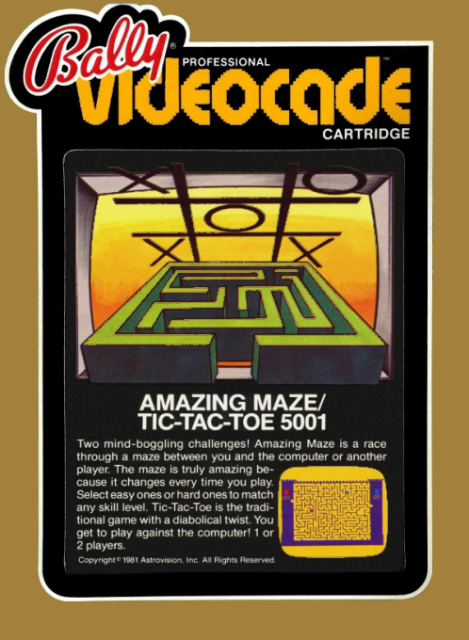 Bally®
PROFESSIONAL
videocade™
CARTRIDGE
X O
O
X X
AMAZING MAZE/
TIC-TAC-TOE 5001
Two mind-boggling challenges! Amazing Maze is a race
through a maze between you and the computer or another
player. The maze is truly amazing be-
cause it changes every time you play.
Select easy ones or hard ones to match
any skill level. Tic-Tac-Toe is the tradi-
tional game with a diabolical twist. You
get to play against the computer! 1 or
2 players.
Copyright © 1981 Astrovision, Inc. All Rights Reserved.